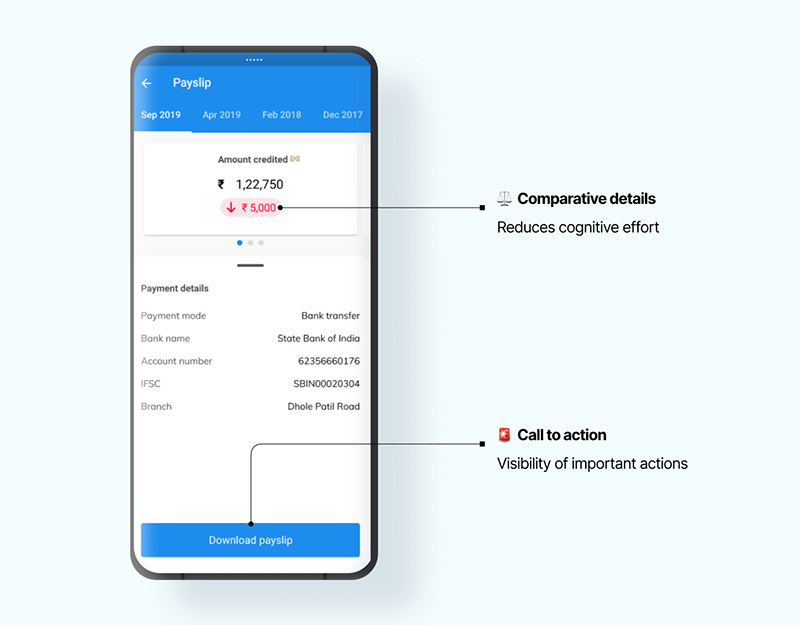 Payslip
Sep 2019 Apr 2019 Feb 2018 Dec 2017
Amount credited
₹ 1,22,750
↓ ₹ 5,000
⚖️ Comparative details
Reduces cognitive effort
Payment details
Payment mode Bank transfer
Bank name State Bank of India
Account number 62356660176
IFSC SBIN00020304
Branch Dhole Patil Road
🚨 Call to action
Visibility of important actions
Download payslip